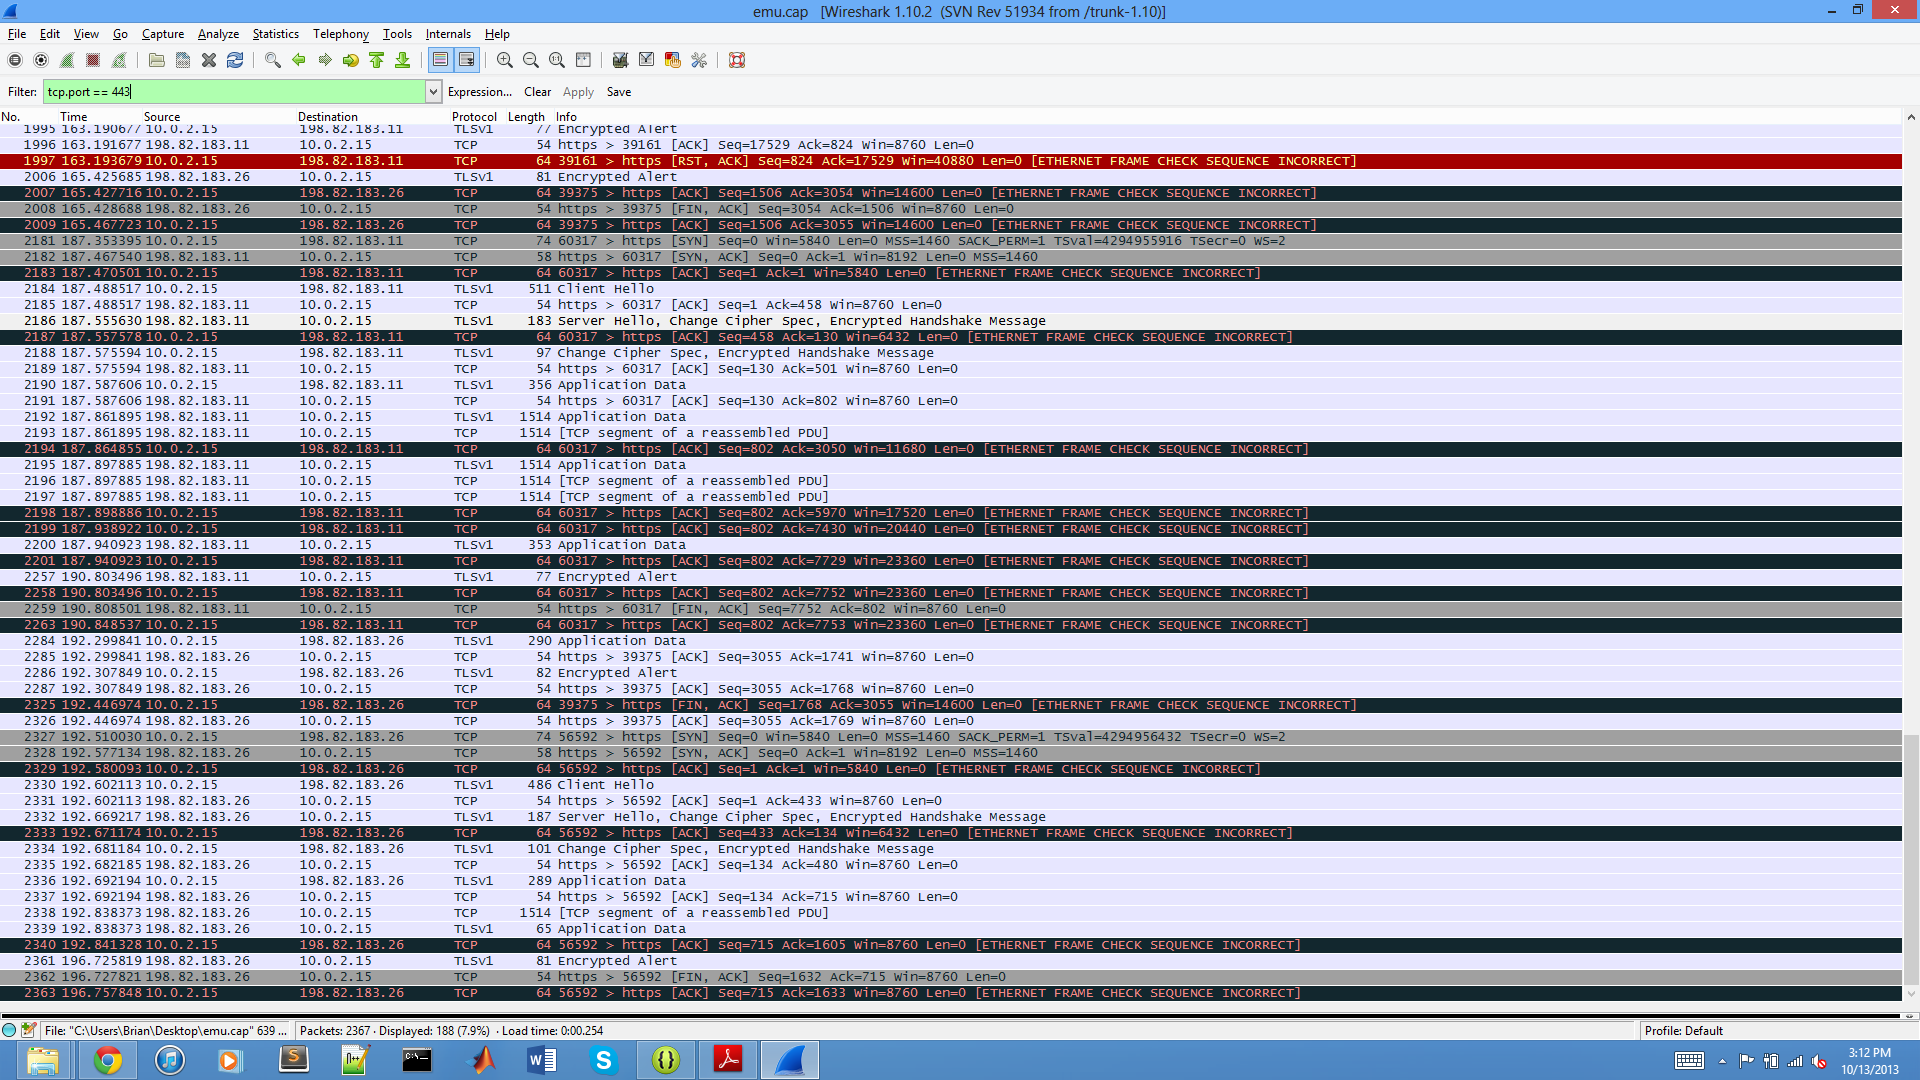 emu.cap [Wireshark 1.10.2 (SVN Rev 51934 from /trunk-1.10)]
File Edit View Go Capture Analyze Statistics Telephony Tools Internals Help
Filter: tcp.port == 443 Expression... Clear Apply Save
No. Time Source Destination Protocol Length Info
1995 163.190677 10.0.2.15 198.82.183.11 TLSv1 77 Encrypted Alert
1996 163.191677 198.82.183.11 10.0.2.15 TCP 54 https > 39161 [ACK] Seq=17529 Ack=824 Win=8760 Len=0
1997 163.193679 10.0.2.15 198.82.183.11 TCP 64 39161 > https [RST, ACK] Seq=824 Ack=17529 Win=40880 Len=0 [ETHERNET FRAME CHECK SEQUENCE INCORRECT]
2006 165.425685 198.82.183.26 10.0.2.15 TLSv1 81 Encrypted Alert
2007 165.427716 10.0.2.15 198.82.183.26 TCP 64 39375 > https [ACK] Seq=1506 Ack=3054 Win=14600 Len=0 [ETHERNET FRAME CHECK SEQUENCE INCORRECT]
2008 165.428688 198.82.183.26 10.0.2.15 TCP 54 https > 39375 [FIN, ACK] Seq=3054 Ack=1506 Win=8760 Len=0
2009 165.467723 10.0.2.15 198.82.183.26 TCP 64 39375 > https [ACK] Seq=1506 Ack=3055 Win=14600 Len=0 [ETHERNET FRAME CHECK SEQUENCE INCORRECT]
2181 187.353395 10.0.2.15 198.82.183.11 TCP 74 60317 > https [SYN] Seq=0 Win=5840 Len=0 MSS=1460 SACK_PERM=1 TSval=4294955916 TSecr=0 WS=2
2182 187.467540 198.82.183.11 10.0.2.15 TCP 58 https > 60317 [SYN, ACK] Seq=0 Ack=1 Win=8192 Len=0 MSS=1460
2183 187.470501 10.0.2.15 198.82.183.11 TCP 64 60317 > https [ACK] Seq=1 Ack=1 Win=5840 Len=0 [ETHERNET FRAME CHECK SEQUENCE INCORRECT]
2184 187.488517 10.0.2.15 198.82.183.11 TLSv1 511 Client Hello
2185 187.488517 198.82.183.11 10.0.2.15 TCP 54 https > 60317 [ACK] Seq=1 Ack=458 Win=8760 Len=0
2186 187.555630 198.82.183.11 10.0.2.15 TLSv1 183 Server Hello, Change Cipher Spec, Encrypted Handshake Message
2187 187.557578 10.0.2.15 198.82.183.11 TCP 64 60317 > https [ACK] Seq=458 Ack=130 Win=6432 Len=0 [ETHERNET FRAME CHECK SEQUENCE INCORRECT]
2188 187.575594 10.0.2.15 198.82.183.11 TLSv1 97 Change Cipher Spec, Encrypted Handshake Message
2189 187.575594 198.82.183.11 10.0.2.15 TCP 54 https > 60317 [ACK] Seq=130 Ack=501 Win=8760 Len=0
2190 187.587606 10.0.2.15 198.82.183.11 TLSv1 356 Application Data
2191 187.587606 198.82.183.11 10.0.2.15 TCP 54 https > 60317 [ACK] Seq=130 Ack=802 Win=8760 Len=0
2192 187.861895 198.82.183.11 10.0.2.15 TLSv1 1514 Application Data
2193 187.861895 198.82.183.11 10.0.2.15 TCP 1514 [TCP segment of a reassembled PDU]
2194 187.864855 10.0.2.15 198.82.183.11 TCP 64 60317 > https [ACK] Seq=802 Ack=3050 Win=11680 Len=0 [ETHERNET FRAME CHECK SEQUENCE INCORRECT]
2195 187.897885 198.82.183.11 10.0.2.15 TLSv1 1514 Application Data
2196 187.897885 198.82.183.11 10.0.2.15 TCP 1514 [TCP segment of a reassembled PDU]
2197 187.897885 198.82.183.11 10.0.2.15 TCP 1514 [TCP segment of a reassembled PDU]
2198 187.898886 10.0.2.15 198.82.183.11 TCP 64 60317 > https [ACK] Seq=802 Ack=5970 Win=17520 Len=0 [ETHERNET FRAME CHECK SEQUENCE INCORRECT]
2199 187.938922 10.0.2.15 198.82.183.11 TCP 64 60317 > https [ACK] Seq=802 Ack=7430 Win=20440 Len=0 [ETHERNET FRAME CHECK SEQUENCE INCORRECT]
2200 187.940923 198.82.183.11 10.0.2.15 TLSv1 353 Application Data
2201 187.940923 10.0.2.15 198.82.183.11 TCP 64 60317 > https [ACK] Seq=802 Ack=7729 Win=23360 Len=0 [ETHERNET FRAME CHECK SEQUENCE INCORRECT]
2257 190.803496 198.82.183.11 10.0.2.15 TLSv1 77 Encrypted Alert
2258 190.803496 10.0.2.15 198.82.183.11 TCP 64 60317 > https [ACK] Seq=802 Ack=7752 Win=23360 Len=0 [ETHERNET FRAME CHECK SEQUENCE INCORRECT]
2259 190.808501 198.82.183.11 10.0.2.15 TCP 54 https > 60317 [FIN, ACK] Seq=7752 Ack=802 Win=8760 Len=0
2263 190.848537 10.0.2.15 198.82.183.11 TCP 64 60317 > https [ACK] Seq=802 Ack=7753 Win=23360 Len=0 [ETHERNET FRAME CHECK SEQUENCE INCORRECT]
2284 192.299841 10.0.2.15 198.82.183.26 TLSv1 290 Application Data
2285 192.299841 198.82.183.26 10.0.2.15 TCP 54 https > 39375 [ACK] Seq=3055 Ack=1741 Win=8760 Len=0
2286 192.307849 10.0.2.15 198.82.183.26 TLSv1 82 Encrypted Alert
2287 192.307849 198.82.183.26 10.0.2.15 TCP 54 https > 39375 [ACK] Seq=3055 Ack=1768 Win=8760 Len=0
2325 192.446974 10.0.2.15 198.82.183.26 TCP 64 39375 > https [FIN, ACK] Seq=1768 Ack=3055 Win=14600 Len=0 [ETHERNET FRAME CHECK SEQUENCE INCORRECT]
2326 192.446974 198.82.183.26 10.0.2.15 TCP 54 https > 39375 [ACK] Seq=3055 Ack=1769 Win=8760 Len=0
2327 192.510030 10.0.2.15 198.82.183.26 TCP 74 56592 > https [SYN] Seq=0 Win=5840 Len=0 MSS=1460 SACK_PERM=1 TSval=4294956432 TSecr=0 WS=2
2328 192.577134 198.82.183.26 10.0.2.15 TCP 58 https > 56592 [SYN, ACK] Seq=0 Ack=1 Win=8192 Len=0 MSS=1460
2329 192.580093 10.0.2.15 198.82.183.26 TCP 64 56592 > https [ACK] Seq=1 Ack=1 Win=5840 Len=0 [ETHERNET FRAME CHECK SEQUENCE INCORRECT]
2330 192.602113 10.0.2.15 198.82.183.26 TLSv1 486 Client Hello
2331 192.602113 198.82.183.26 10.0.2.15 TCP 54 https > 56592 [ACK] Seq=1 Ack=433 Win=8760 Len=0
2332 192.669217 198.82.183.26 10.0.2.15 TLSv1 187 Server Hello, Change Cipher Spec, Encrypted Handshake Message
2333 192.671174 10.0.2.15 198.82.183.26 TCP 64 56592 > https [ACK] Seq=433 Ack=134 Win=6432 Len=0 [ETHERNET FRAME CHECK SEQUENCE INCORRECT]
2334 192.681184 10.0.2.15 198.82.183.26 TLSv1 101 Change Cipher Spec, Encrypted Handshake Message
2335 192.682185 198.82.183.26 10.0.2.15 TCP 54 https > 56592 [ACK] Seq=134 Ack=480 Win=8760 Len=0
2336 192.692194 10.0.2.15 198.82.183.26 TLSv1 289 Application Data
2337 192.692194 198.82.183.26 10.0.2.15 TCP 54 https > 56592 [ACK] Seq=134 Ack=715 Win=8760 Len=0
2338 192.838373 198.82.183.26 10.0.2.15 TCP 1514 [TCP segment of a reassembled PDU]
2339 192.838373 198.82.183.26 10.0.2.15 TLSv1 65 Application Data
2340 192.841328 10.0.2.15 198.82.183.26 TCP 64 56592 > https [ACK] Seq=715 Ack=1605 Win=8760 Len=0 [ETHERNET FRAME CHECK SEQUENCE INCORRECT]
2361 196.725819 198.82.183.26 10.0.2.15 TLSv1 81 Encrypted Alert
2362 196.727821 198.82.183.26 10.0.2.15 TCP 54 https > 56592 [FIN, ACK] Seq=1632 Ack=715 Win=8760 Len=0
2363 196.757848 10.0.2.15 198.82.183.26 TCP 64 56592 > https [ACK] Seq=715 Ack=1633 Win=8760 Len=0 [ETHERNET FRAME CHECK SEQUENCE INCORRECT]
File: "C:\Users\Brian\Desktop\emu.cap" 639 ... Packets: 2367 · Displayed: 188 (7.9%) · Load time: 0:00.254 Profile: Default
3:12 PM
10/13/2013